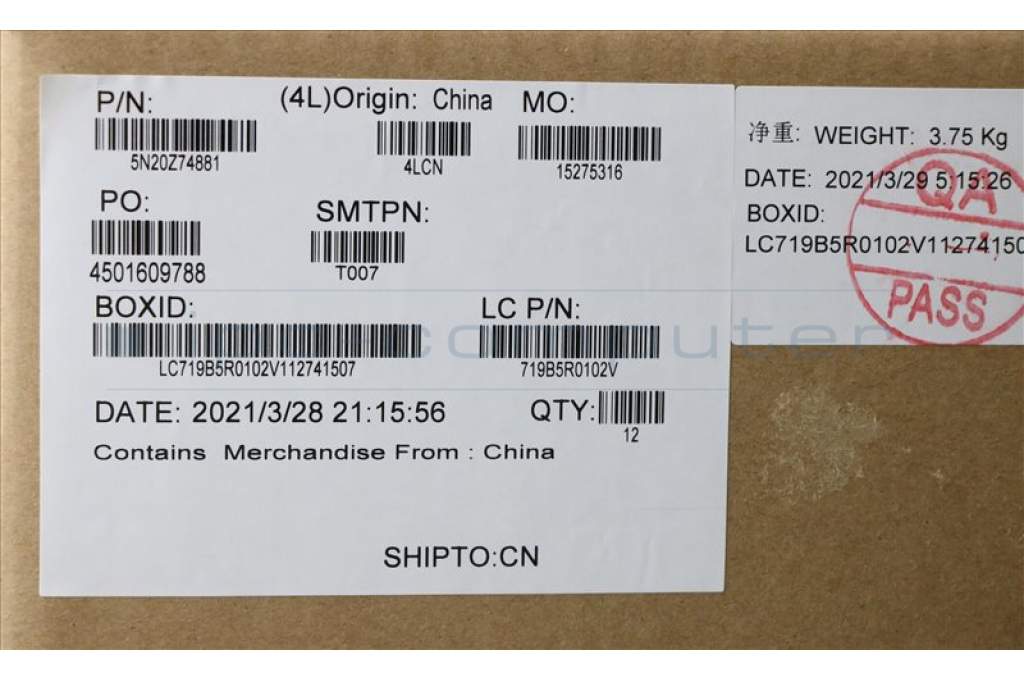 P/N: (4L)Origin: China MO:
5N20Z74881 4LCN 15275316
PO: SMTPN:
4501609788 T007
BOXID: LC P/N:
LC719B5R0102V112741507 719B5R0102V
DATE: 2021/3/28 21:15:56 QTY:
12
Contains Merchandise From : China
SHIPTO:CN
净重: WEIGHT: 3.75 Kg
DATE: 2021/3/29 5:15:26
BOXID:
LC719B5R0102V11274150
QA
PASS
computer